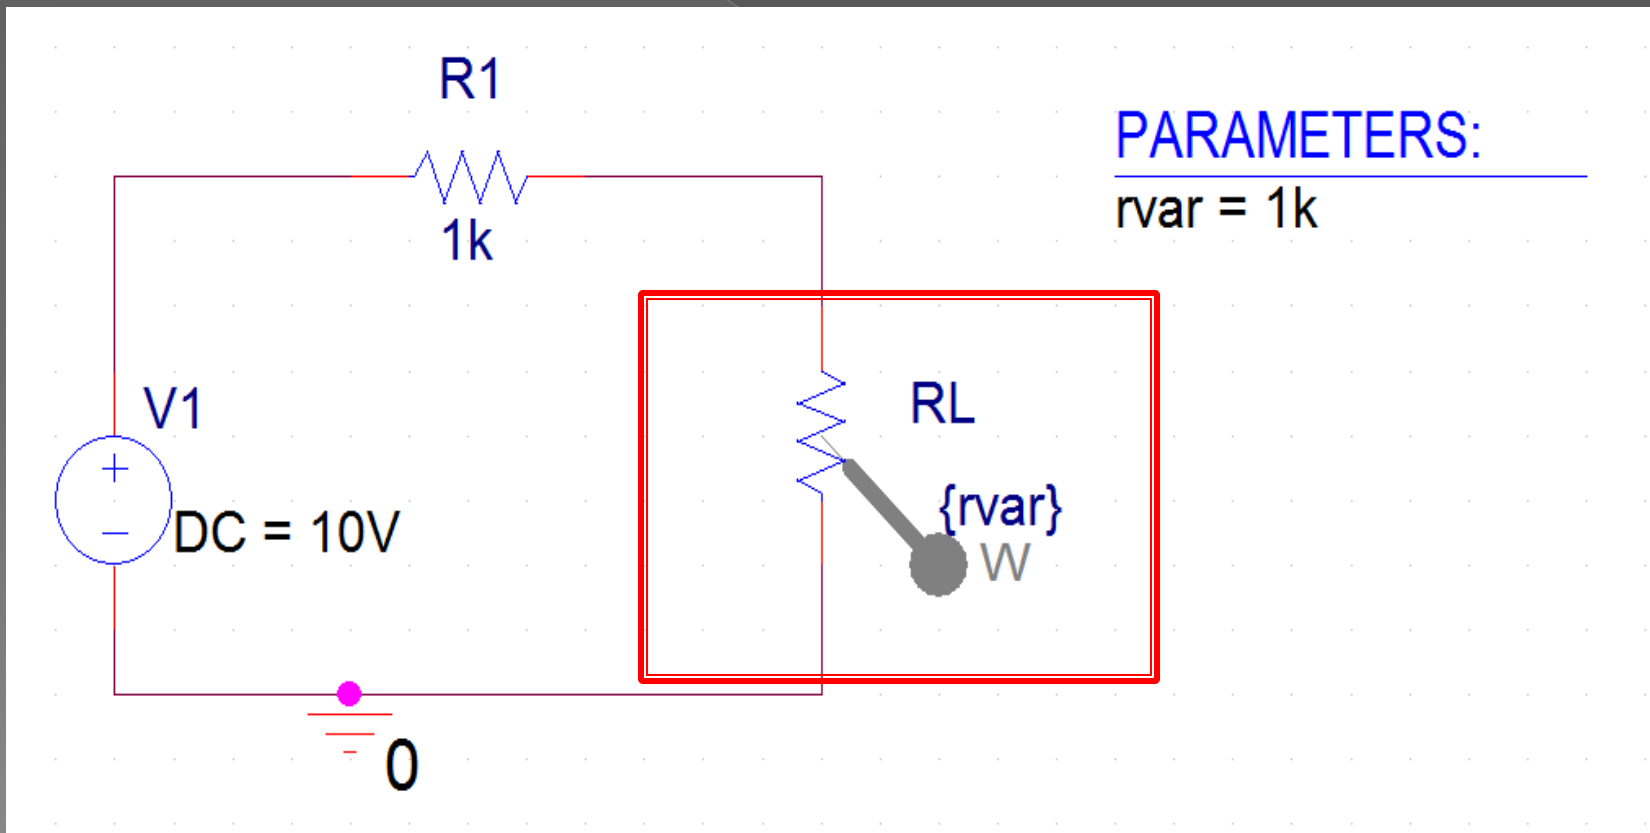 R1
1k
PARAMETERS:
rvar = 1k
V1
DC = 10V
RL
{rvar}
W
0